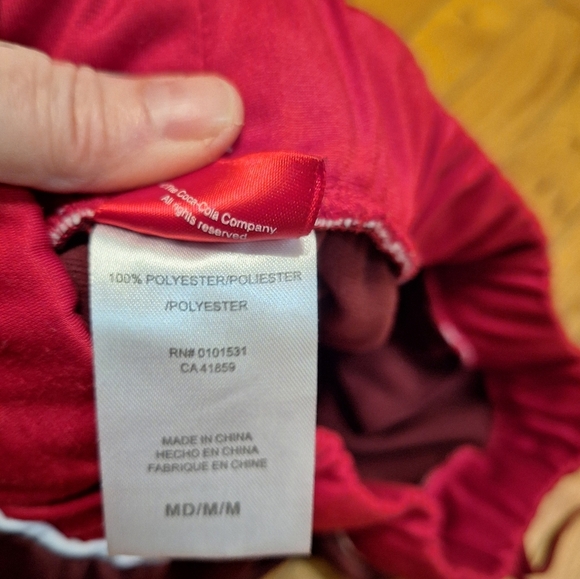 The Coca-Cola Company
All rights reserved
100% POLYESTER/POLIESTER
/POLYESTER
RN# 0101531
CA 41859
MADE IN CHINA
HECHO EN CHINA
FABRIQUE EN CHINE
MD/M/M